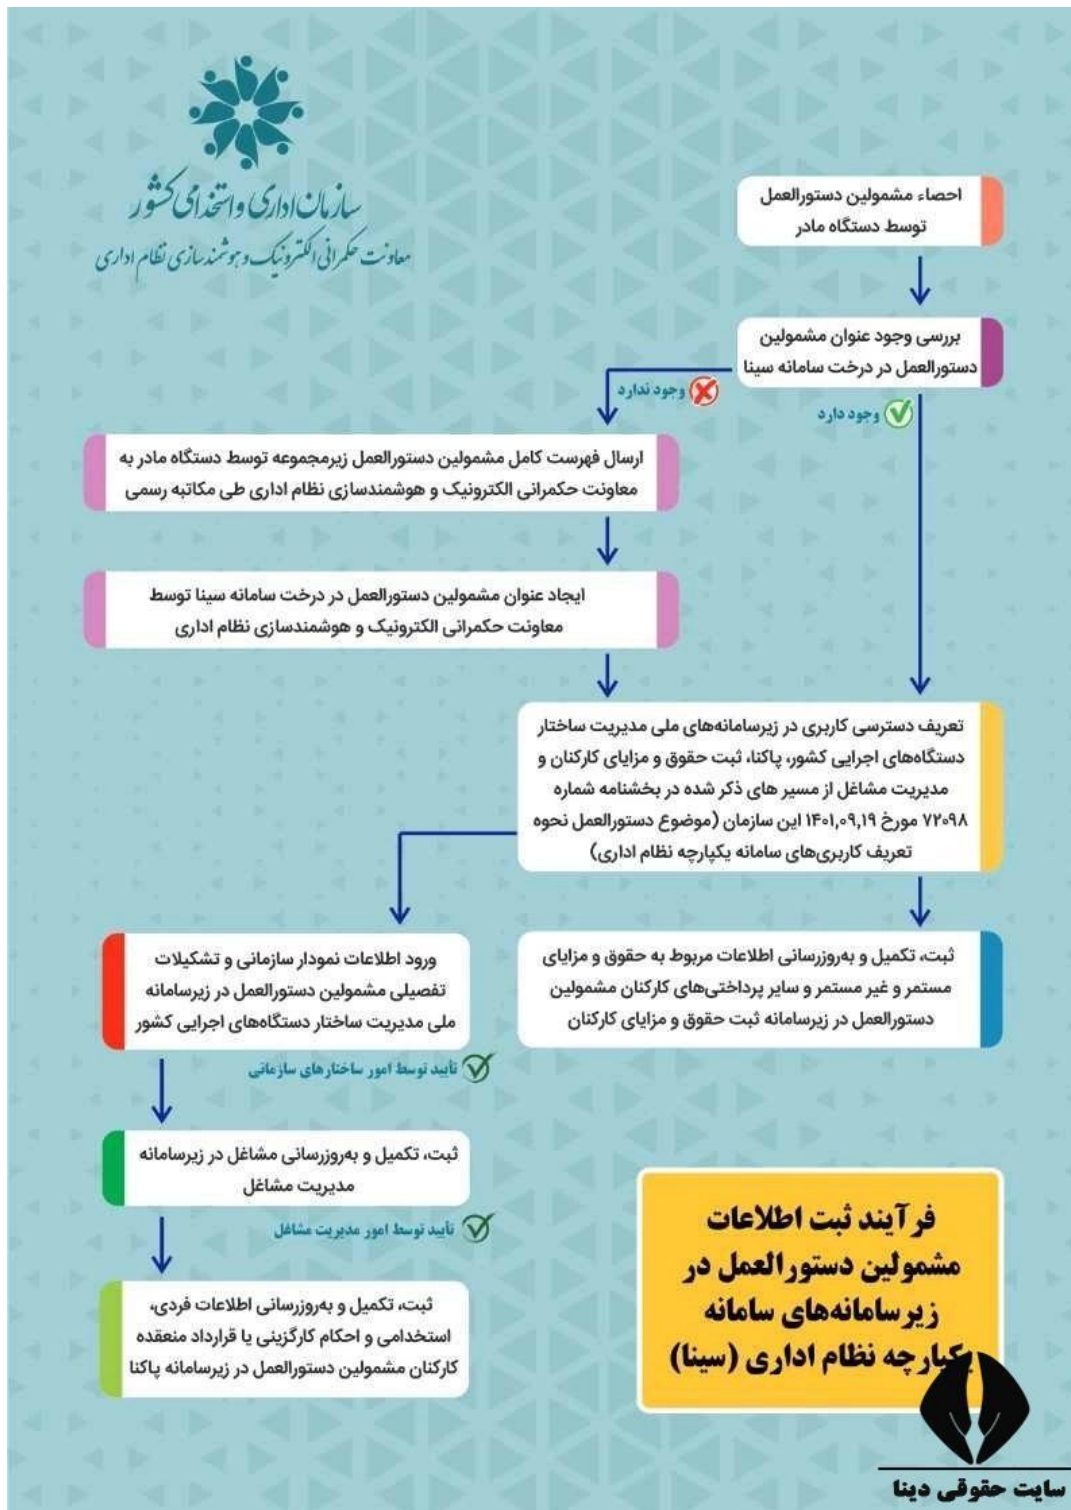 سازمان اداری و استخدامی کشور
معاونت حکمرانی الکترونیک و هوشمندسازی نظام اداری
احصاء مشمولین دستورالعمل
توسط دستگاه مادر
بررسی وجود عنوان مشمولین
دستورالعمل در درخت سامانه سینا
وجود ندارد
وجود دارد
ارسال فهرست کامل مشمولین دستورالعمل زیرمجموعه توسط دستگاه مادر به
معاونت حکمرانی الکترونیک و هوشمندسازی نظام اداری طی مکاتبه رسمی
ایجاد عنوان مشمولین دستورالعمل در درخت سامانه سینا توسط
معاونت حکمرانی الکترونیک و هوشمندسازی نظام اداری
تعریف دسترسی کاربری در زیرسامانه‌های ملی مدیریت ساختار
دستگاه‌های اجرایی کشور، پاکنا، ثبت حقوق و مزایای کارکنان و
مدیریت مشاغل از مسیر های ذکر شده در بخشنامه شماره
۷۲۰۹۸ مورخ ۱۴۰۱,۰۹,۱۹ این سازمان (موضوع دستورالعمل نحوه
تعریف کاربری‌های سامانه یکپارچه نظام اداری)
ثبت، تکمیل و به‌روزرسانی اطلاعات مربوط به حقوق و مزایای
مستمر و غیر مستمر و سایر پرداختی‌های کارکنان مشمولین
دستورالعمل در زیرسامانه ثبت حقوق و مزایای کارکنان
ورود اطلاعات نمودار سازمانی و تشکیلات
تفصیلی مشمولین دستورالعمل در زیرسامانه
ملی مدیریت ساختار دستگاه‌های اجرایی کشور
تأیید توسط امور ساختارهای سازمانی
ثبت، تکمیل و به‌روزرسانی مشاغل در زیرسامانه
مدیریت مشاغل
تأیید توسط امور مدیریت مشاغل
ثبت، تکمیل و به‌روزرسانی اطلاعات فردی،
استخدامی و احکام کارگزینی یا قرارداد منعقده
کارکنان مشمولین دستورالعمل در زیرسامانه پاکنا
فرآیند ثبت اطلاعات
مشمولین دستورالعمل در
زیرسامانه‌های سامانه
یکپارچه نظام اداری (سینا)
سایت حقوقی دینا